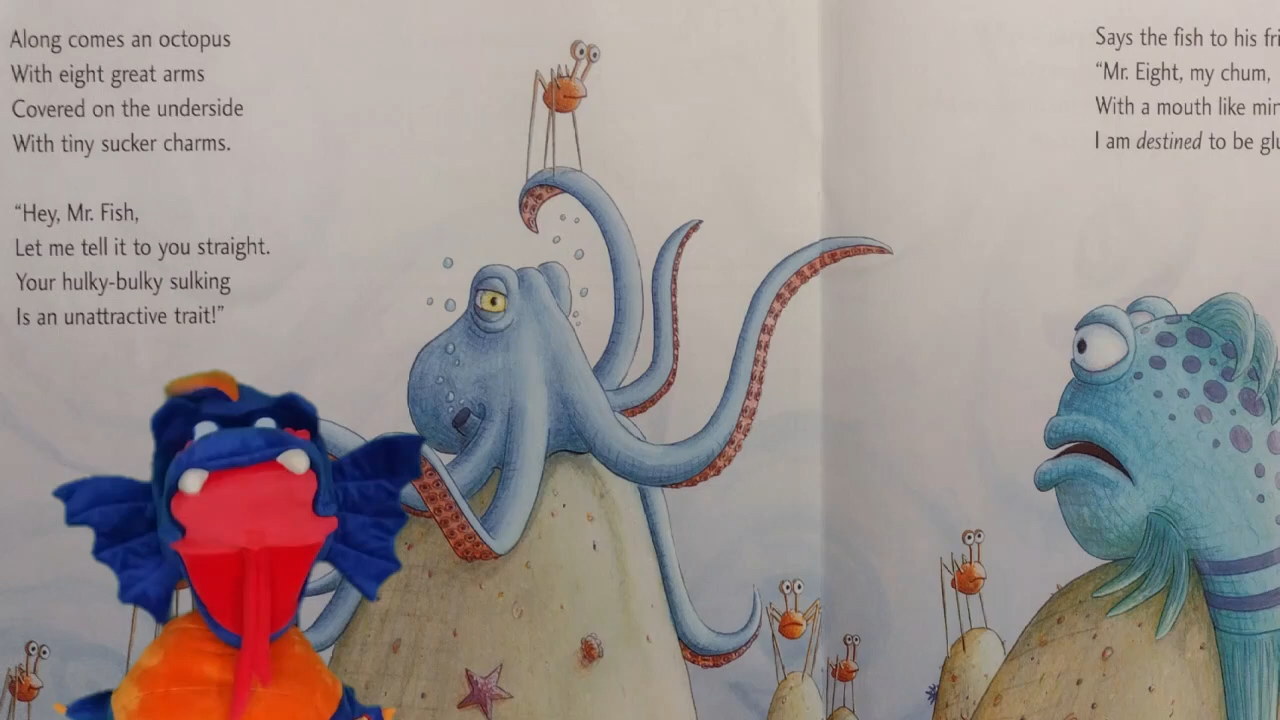 Along comes an octopus
With eight great arms
Covered on the underside
With tiny sucker charms.
“Hey, Mr. Fish,
Let me tell it to you straight.
Your hulky-bulky sulking
Is an unattractive trait!”
Says the fish to his
“Mr. Eight, my chum,
With a mouth like
I am destined to be